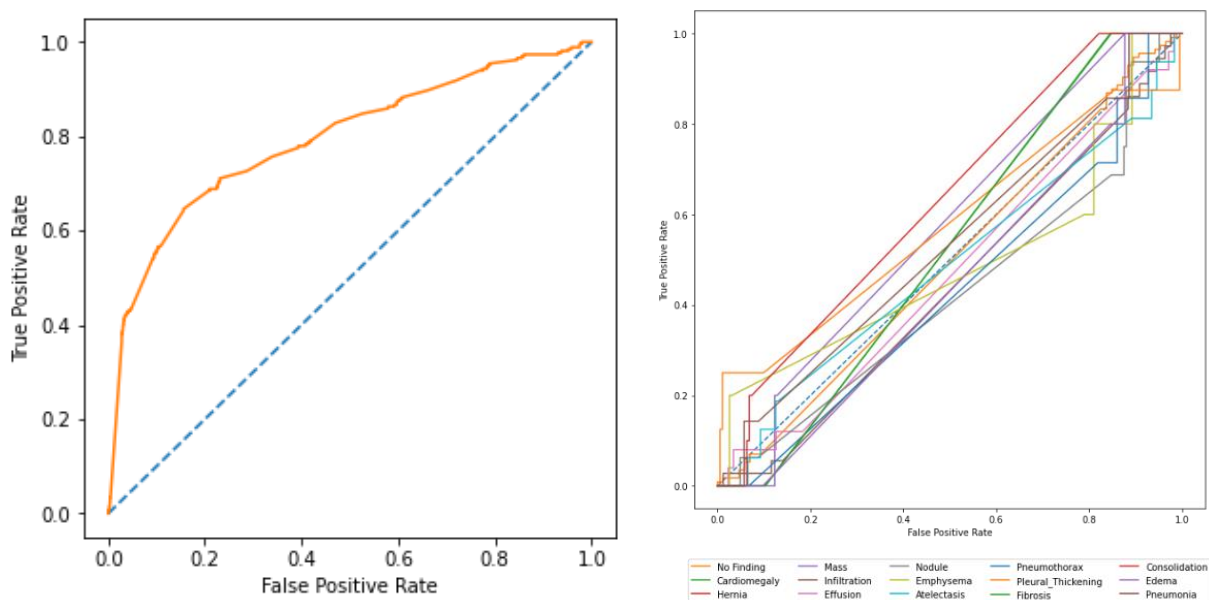 1.0
0.8
0.6
0.4
0.2
0.0
True Positive Rate
0.0 0.2 0.4 0.6 0.8 1.0
False Positive Rate
1.0
0.8
0.6
0.4
0.2
0.0
True Positive Rate
0.0 0.2 0.4 0.6 0.8 1.0
False Positive Rate
No Finding Mass Nodule Pneumothorax Consolidation
Cardiomegaly Infiltration Emphysema Pleural_Thickening Edema
Hernia Effusion Atelectasis Fibrosis Pneumonia